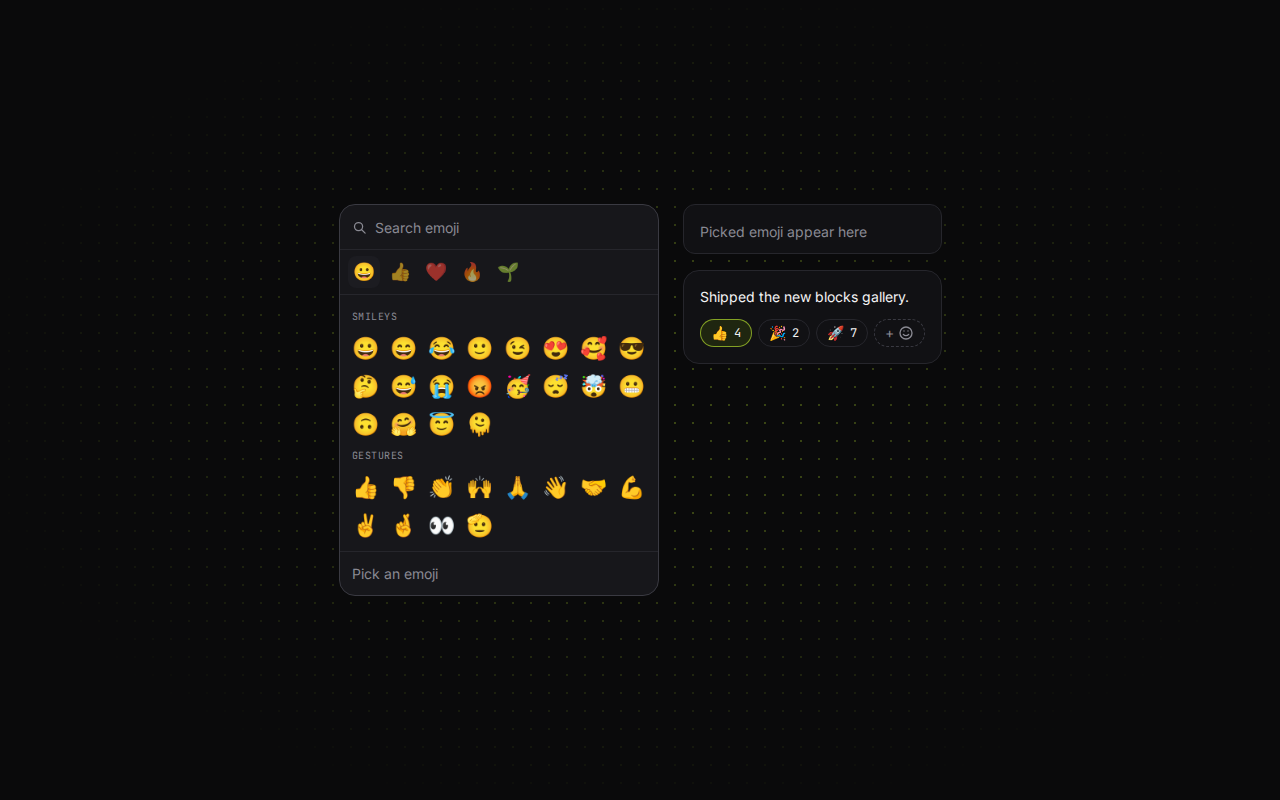 Search emoji
SMILEYS
GESTURES
Pick an emoji
Picked emoji appear here
Shipped the new blocks gallery.
4 2 7 +